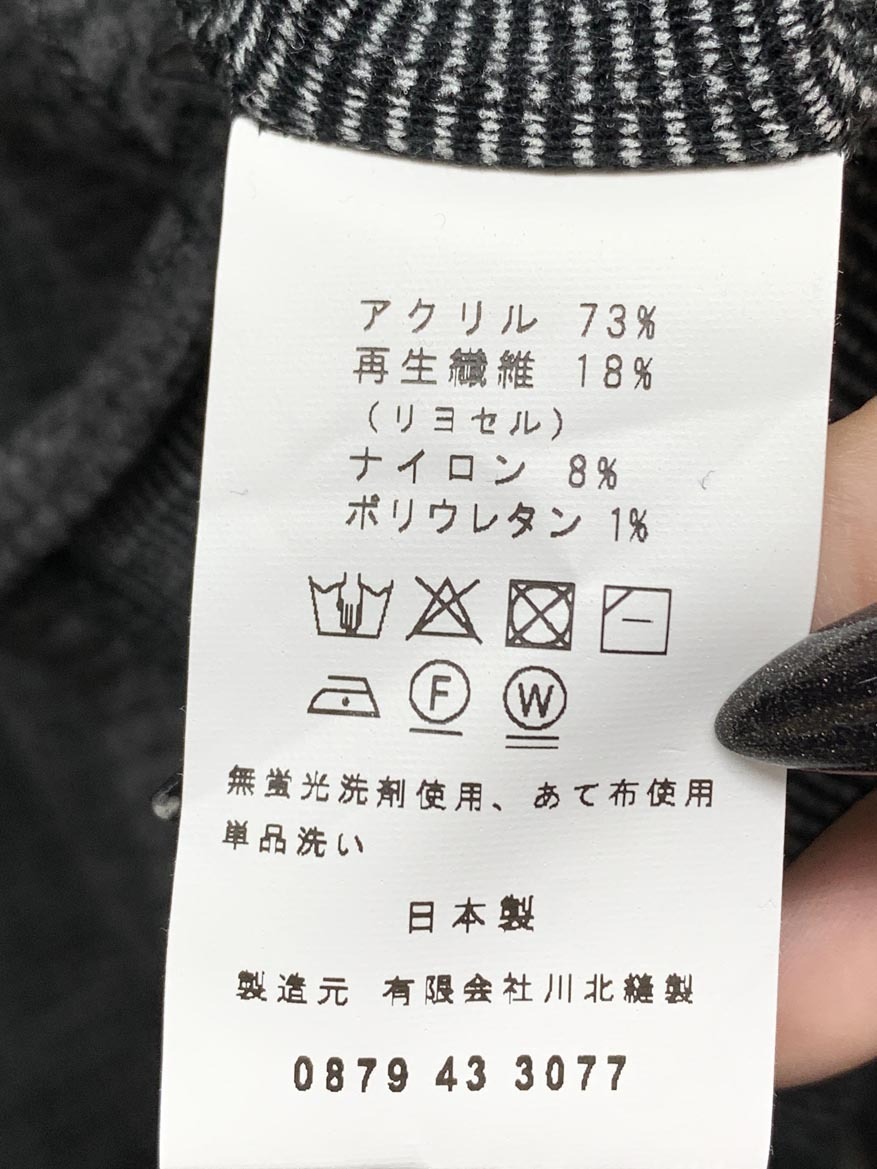 アクリル 73%
再生繊維 18%
(リヨセル)
ナイロン 8%
ポリウレタン 1%
F W
無蛍光洗剤使用、あて布使用
単品洗い
日本製
製造元 有限会社川北縫製
0879 43 3077